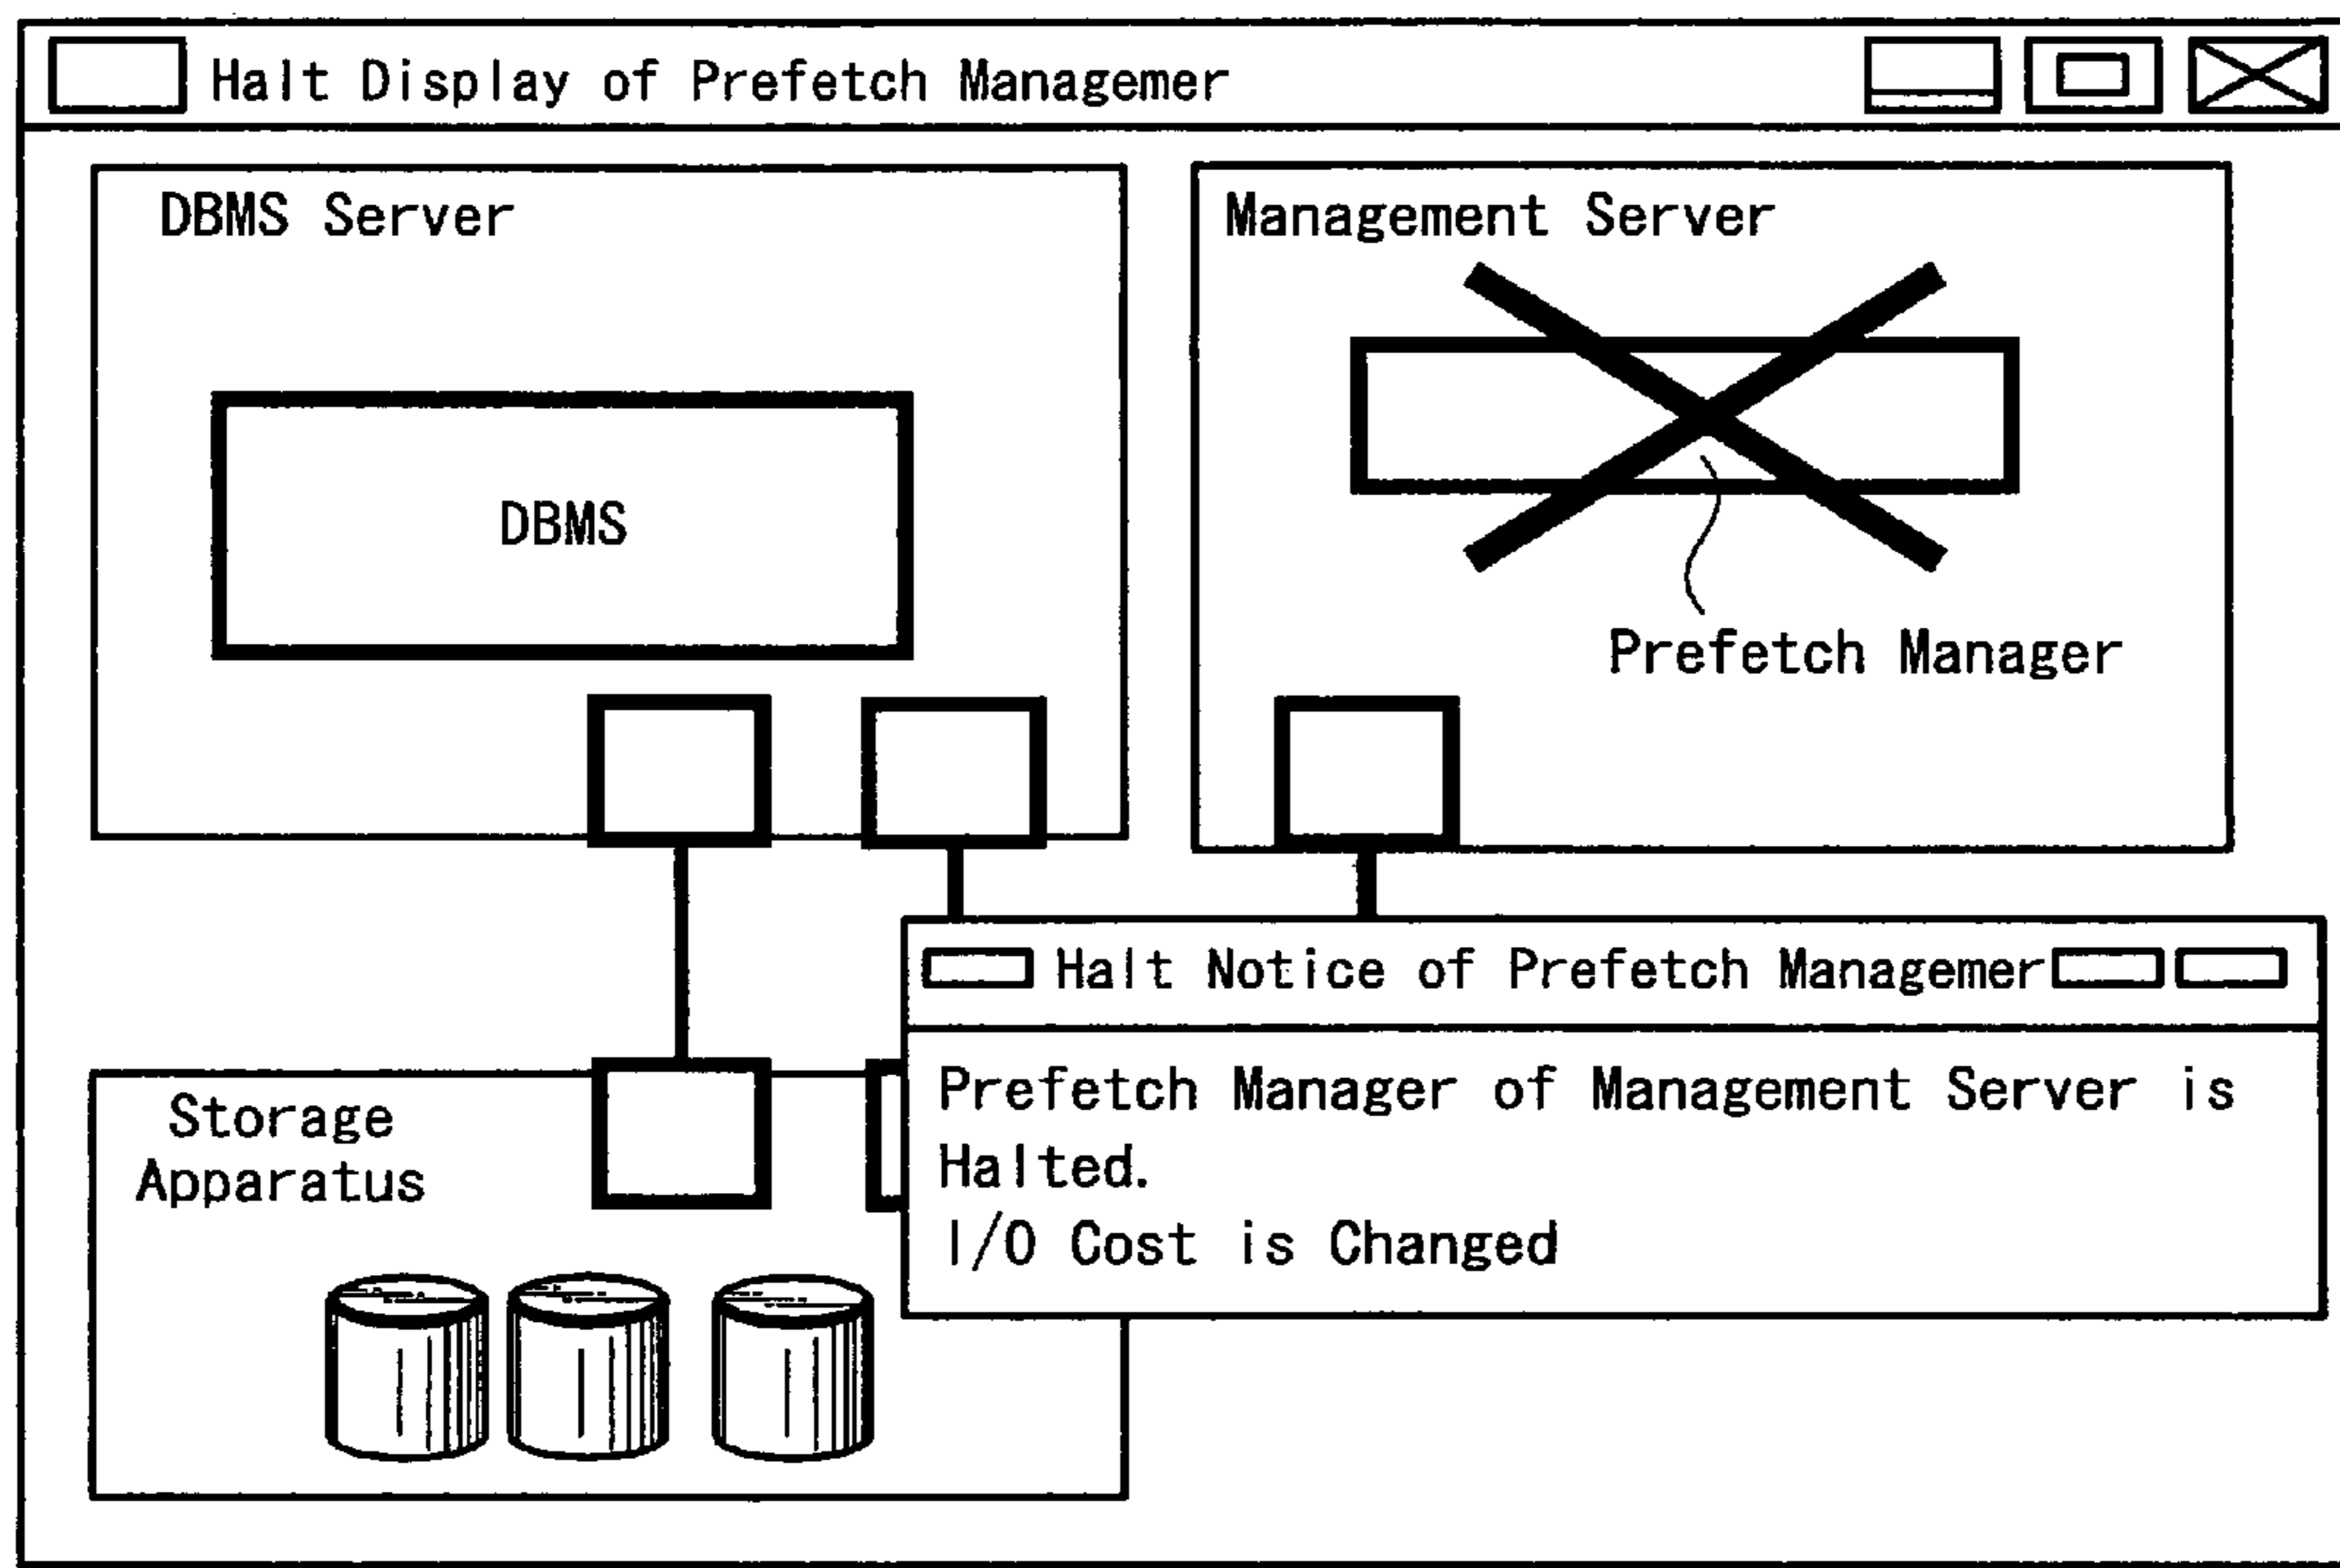 Halt Display of Prefetch Managemer
DBMS Server
DBMS
Management Server
Prefetch Manager
Halt Notice of Prefetch Managemer
Prefetch Manager of Management Server is
Halted.
I/O Cost is Changed
Storage
Apparatus